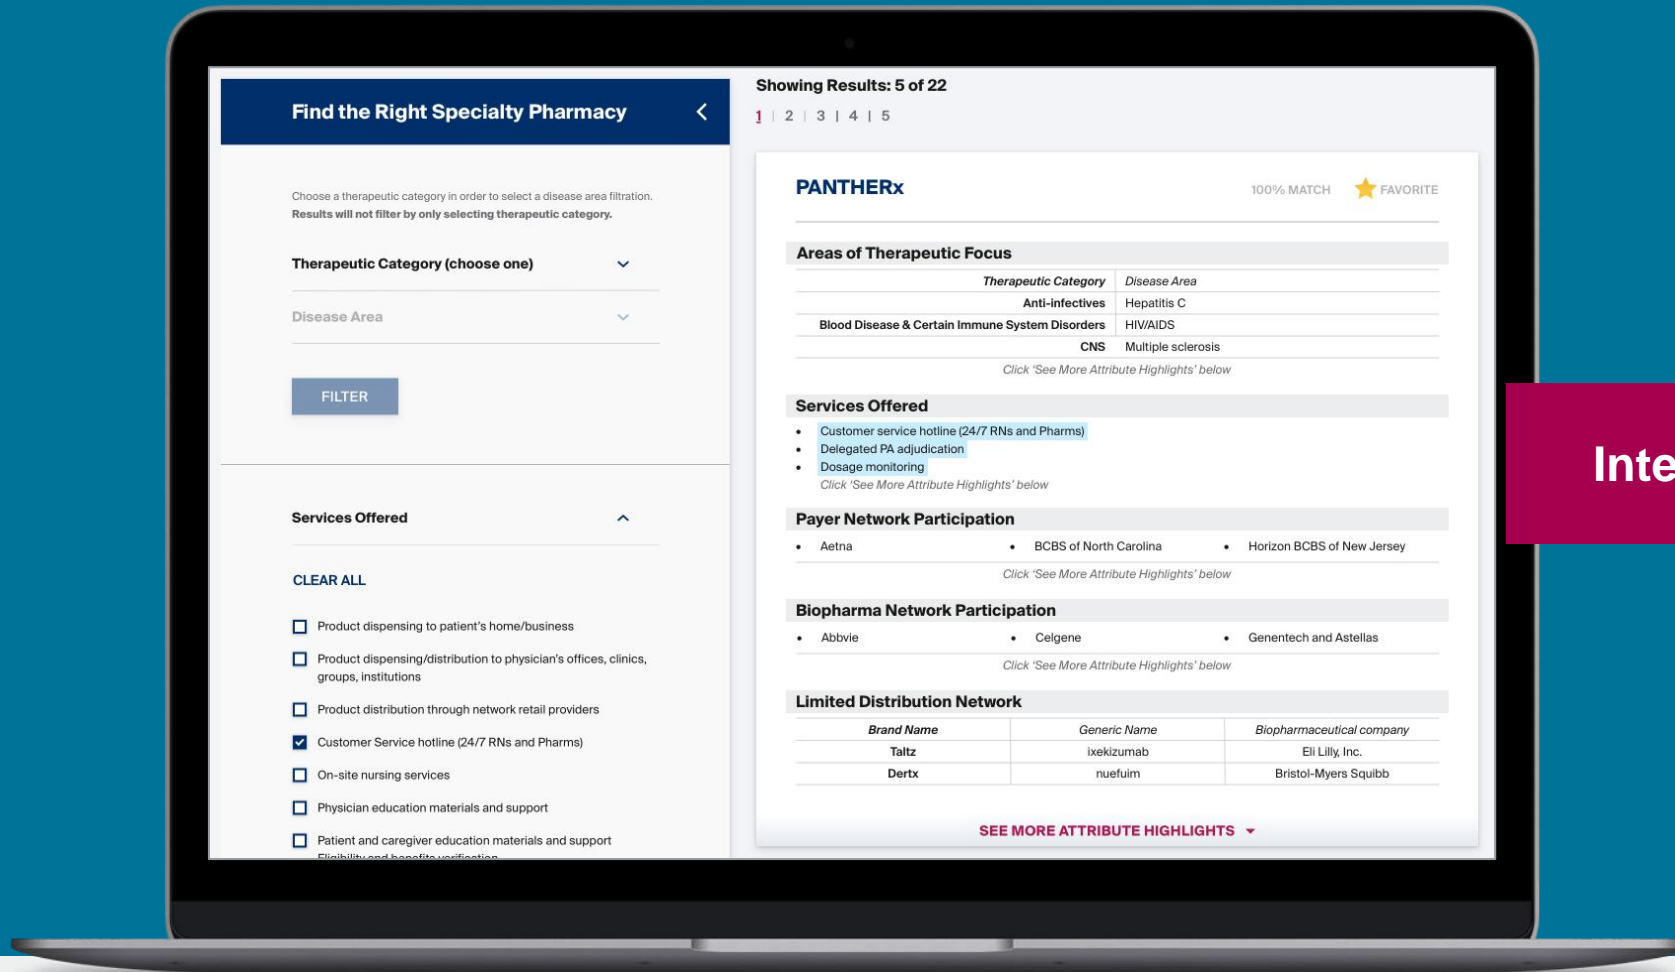 Find the Right Specialty Pharmacy
Choose a therapeutic category in order to select a disease area filtration.
Results will not filter by only selecting therapeutic category.
Therapeutic Category (choose one)
Disease Area
FILTER
Services Offered
CLEAR ALL
Product dispensing to patient's home/business
Product dispensing/distribution to physician's offices, clinics,
groups, institutions
Product distribution through network retail providers
Customer Service hotline (24/7 RNs and Pharms)
On-site nursing services
Physician education materials and support
Patient and caregiver education materials and support
Eligibility and benefits verification
Showing Results: 5 of 22
1 | 2 | 3 | 4 | 5
PANTHERx
100% MATCH FAVORITE
Areas of Therapeutic Focus
Therapeutic Category Disease Area
Anti-infectives Hepatitis C
Blood Disease & Certain Immune System Disorders HIV/AIDS
CNS Multiple sclerosis
Click 'See More Attribute Highlights' below
Services Offered
• Customer service hotline (24/7 RNs and Pharms)
• Delegated PA adjudication
• Dosage monitoring
Click 'See More Attribute Highlights' below
Payer Network Participation
• Aetna • BCBS of North Carolina • Horizon BCBS of New Jersey
Click 'See More Attribute Highlights' below
Biopharma Network Participation
• Abbvie • Celgene • Genentech and Astellas
Click 'See More Attribute Highlights' below
Limited Distribution Network
Brand Name Generic Name Biopharmaceutical company
Taltz ixekizumab Eli Lilly, Inc.
Dertx nuefuim Bristol-Myers Squibb
SEE MORE ATTRIBUTE HIGHLIGHTS
Inte